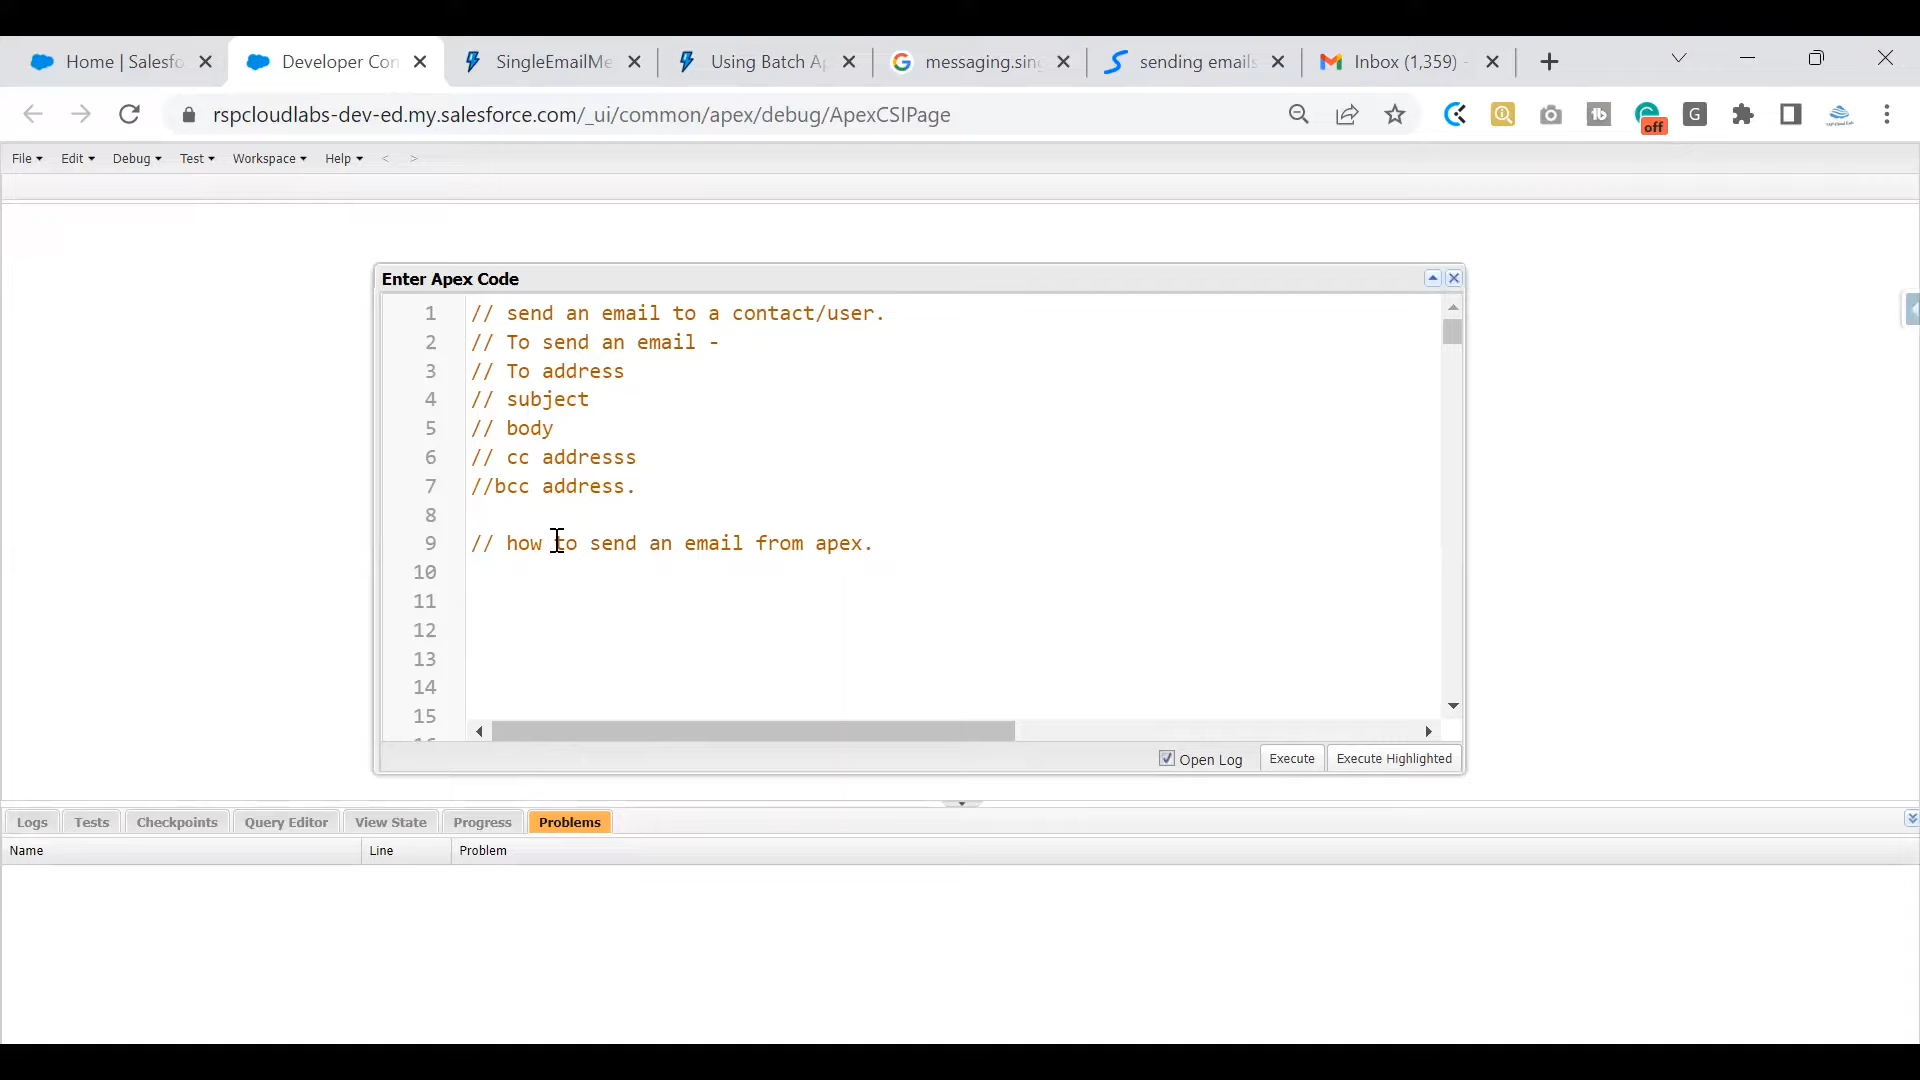 Home | Salesfo
Developer Con
SingleEmailMe
Using Batch Ap
messaging.sing
sending emails
Inbox (1,359) -
rspcloudlabs-dev-ed.my.salesforce.com/_ui/common/apex/debug/ApexCSIPage
off
File
Edit
Debug
Test
Workspace
Help
<
>
Enter Apex Code
1 // send an email to a contact/user.
2 // To send an email -
3 // To address
4 // subject
5 // body
6 // cc addresss
7 //bcc address.
8
9 // how to send an email from apex.
10
11
12
13
14
15
Open Log
Execute
Execute Highlighted
Logs
Tests
Checkpoints
Query Editor
View State
Progress
Problems
Name
Line
Problem